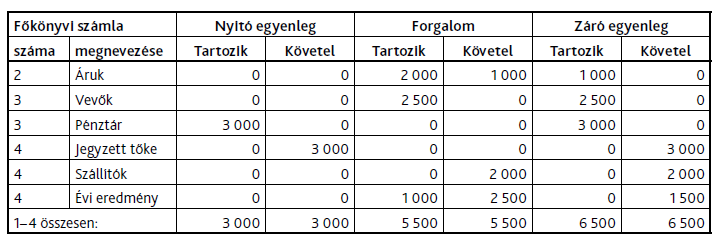 Főkönyvi számla Nyitó egyenleg Forgalom Záró egyenleg
száma megnevezése Tartozik Követel Tartozik Követel Tartozik Követel
2 Áruk 0 0 2 000 1 000 1 000 0
3 Vevők 0 0 2 500 0 2 500 0
3 Pénztár 3 000 0 0 0 3 000 0
4 Jegyzett tőke 0 3 000 0 0 0 3 000
4 Szállítók 0 0 0 2 000 0 2 000
4 Évi eredmény 0 0 1 000 2 500 0 1 500
1–4 összesen: 3 000 3 000 5 500 5 500 6 500 6 500